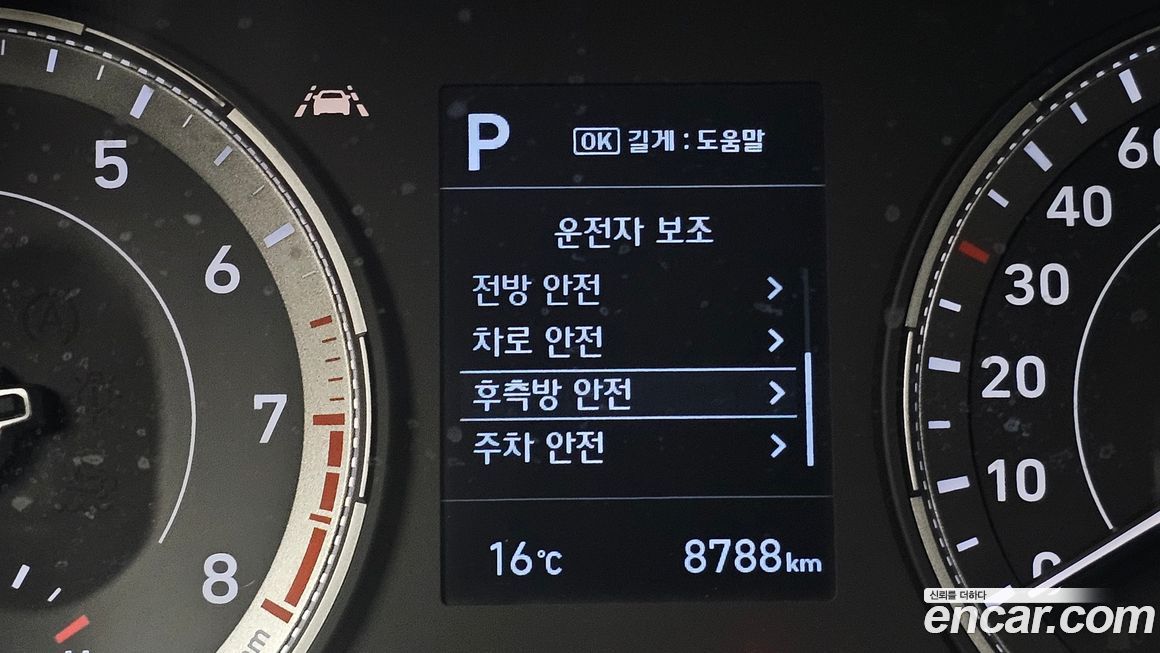 P
OK 길게 : 도움말
운전자 보조
전방 안전
차로 안전
후측방 안전
주차 안전
16℃
8788km
5
6
7
8
60
40
30
20
10
0
신뢰를 더하다
encar.com